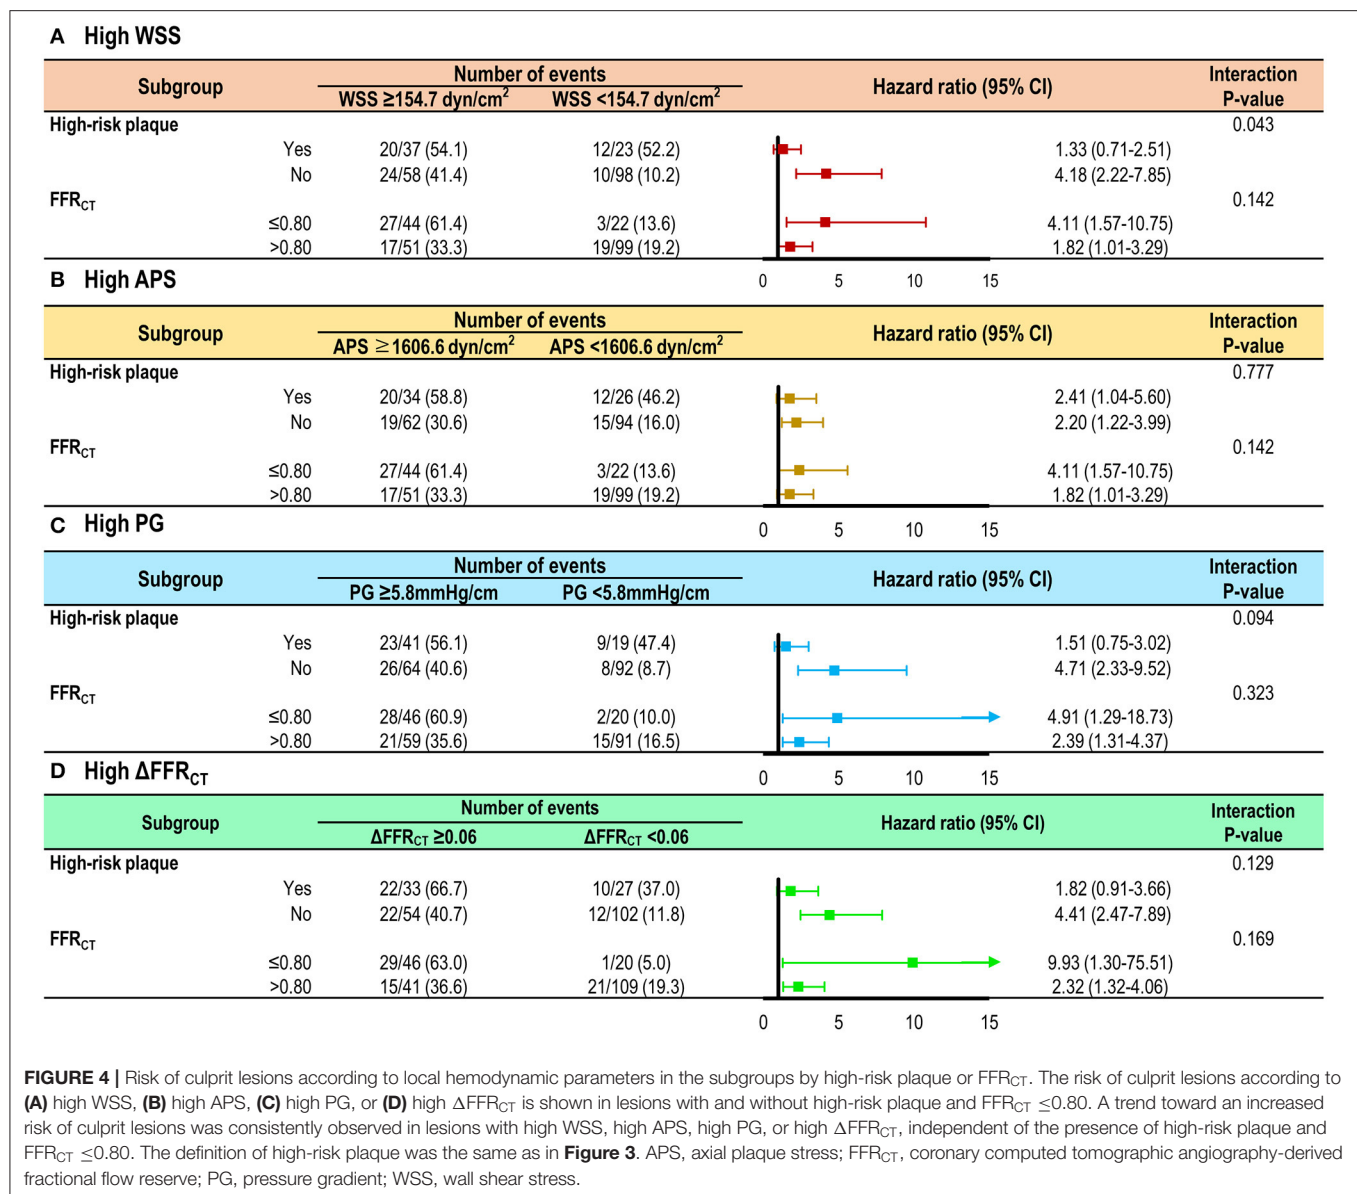 A High WSS
Subgroup Number of events Hazard ratio (95% CI) Interaction P-value
WSS ≥154.7 dyn/cm² WSS <154.7 dyn/cm²
High-risk plaque 0.043
Yes 20/37 (54.1) 12/23 (52.2) 1.33 (0.71-2.51)
No 24/58 (41.4) 10/98 (10.2) 4.18 (2.22-7.85)
FFRCT 0.142
≤0.80 27/44 (61.4) 3/22 (13.6) 4.11 (1.57-10.75)
>0.80 17/51 (33.3) 19/99 (19.2) 1.82 (1.01-3.29)
0 5 10 15
B High APS
Subgroup Number of events Hazard ratio (95% CI) Interaction P-value
APS ≥1606.6 dyn/cm² APS <1606.6 dyn/cm²
High-risk plaque 0.777
Yes 20/34 (58.8) 12/26 (46.2) 2.41 (1.04-5.60)
No 19/62 (30.6) 15/94 (16.0) 2.20 (1.22-3.99)
FFRCT 0.142
≤0.80 27/44 (61.4) 3/22 (13.6) 4.11 (1.57-10.75)
>0.80 17/51 (33.3) 19/99 (19.2) 1.82 (1.01-3.29)
0 5 10 15
C High PG
Subgroup Number of events Hazard ratio (95% CI) Interaction P-value
PG ≥5.8mmHg/cm PG <5.8mmHg/cm
High-risk plaque 0.094
Yes 23/41 (56.1) 9/19 (47.4) 1.51 (0.75-3.02)
No 26/64 (40.6) 8/92 (8.7) 4.71 (2.33-9.52)
FFRCT 0.323
≤0.80 28/46 (60.9) 2/20 (10.0) 4.91 (1.29-18.73)
>0.80 21/59 (35.6) 15/91 (16.5) 2.39 (1.31-4.37)
0 5 10 15
D High ΔFFRCT
Subgroup Number of events Hazard ratio (95% CI) Interaction P-value
ΔFFRCT ≥0.06 ΔFFRCT <0.06
High-risk plaque 0.129
Yes 22/33 (66.7) 10/27 (37.0) 1.82 (0.91-3.66)
No 22/54 (40.7) 12/102 (11.8) 4.41 (2.47-7.89)
FFRCT 0.169
≤0.80 29/46 (63.0) 1/20 (5.0) 9.93 (1.30-75.51)
>0.80 15/41 (36.6) 21/109 (19.3) 2.32 (1.32-4.06)
0 5 10 15
FIGURE 4 | Risk of culprit lesions according to local hemodynamic parameters in the subgroups by high-risk plaque or FFRCT. The risk of culprit lesions according to
(A) high WSS, (B) high APS, (C) high PG, or (D) high ΔFFRCT is shown in lesions with and without high-risk plaque and FFRCT ≤0.80. A trend toward an increased
risk of culprit lesions was consistently observed in lesions with high WSS, high APS, high PG, or high ΔFFRCT, independent of the presence of high-risk plaque and
FFRCT ≤0.80. The definition of high-risk plaque was the same as in Figure 3. APS, axial plaque stress; FFRCT, coronary computed tomographic angiography-derived
fractional flow reserve; PG, pressure gradient; WSS, wall shear stress.